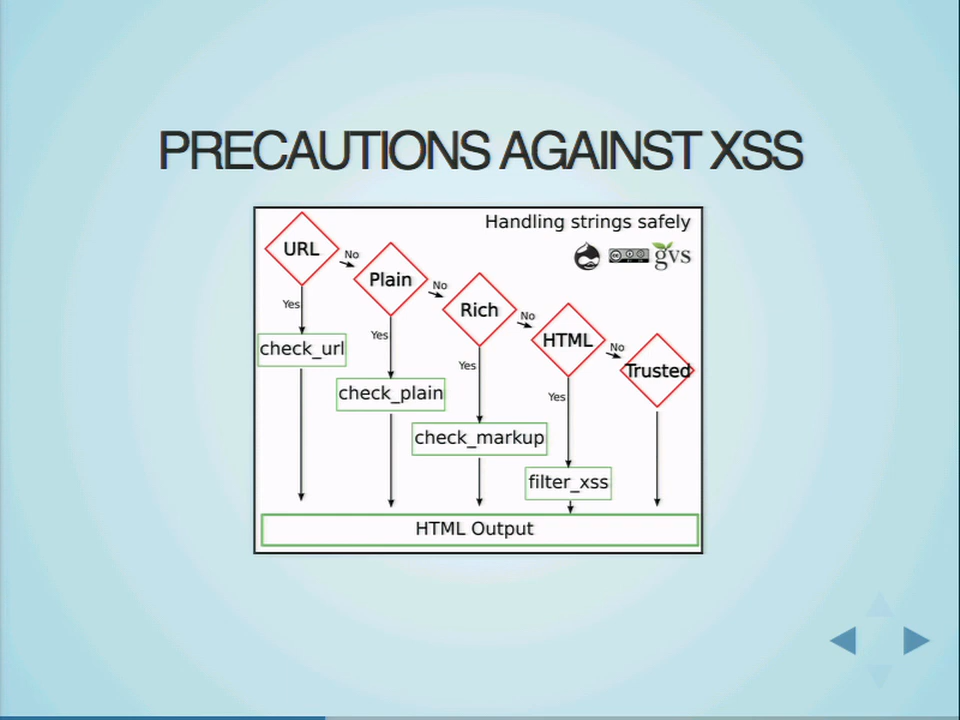 PRECAUTIONS AGAINST XSS
Handling strings safely
gvs
URL
No
Plain
No
Rich
No
HTML
No
Trusted
Yes
check_url
Yes
check_plain
Yes
check_markup
Yes
filter_xss
HTML Output